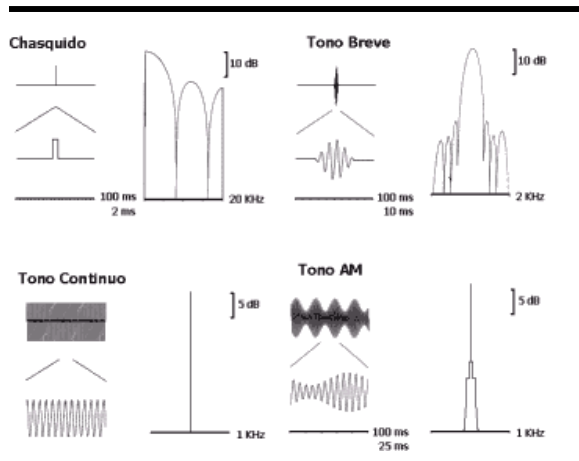 Chasquido
10 dB
100 ms
2 ms
20 KHz
Tono Breve
10 dB
100 ms
10 ms
2 KHz
Tono Continuo
5 dB
1 KHz
Tono AM
5 dB
100 ms
25 ms
1 KHz